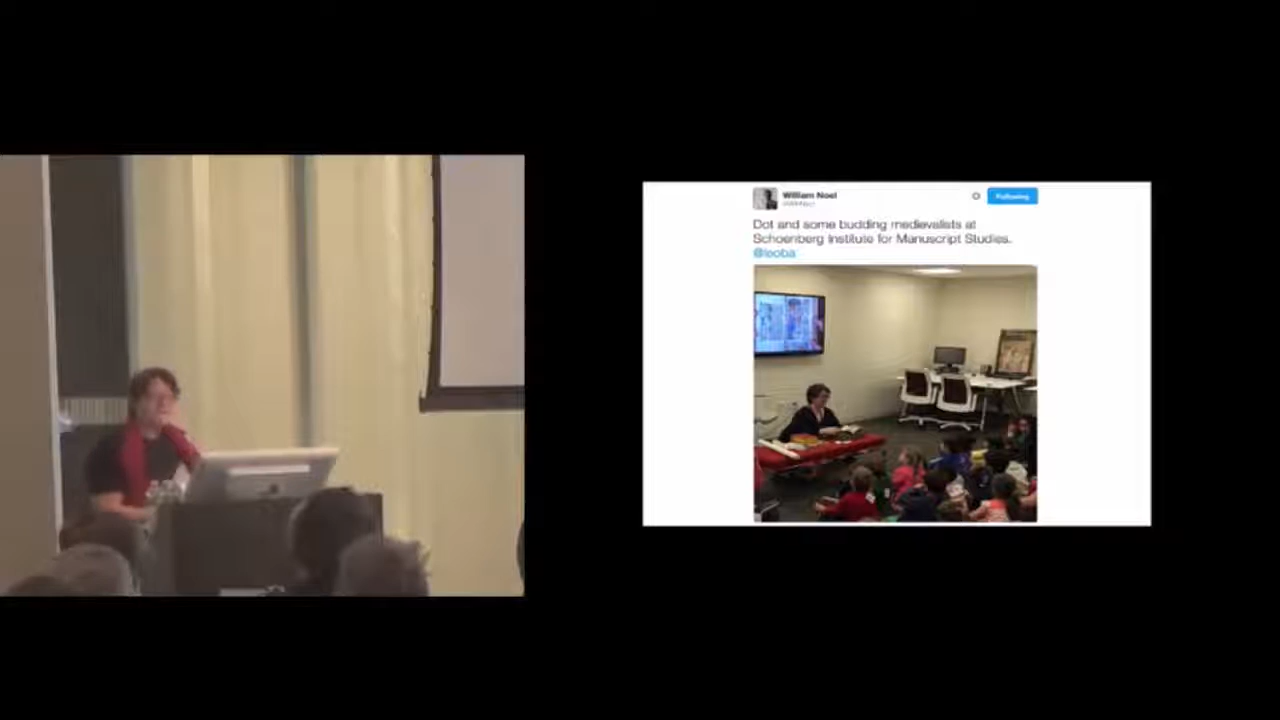 William Noel
Following
Dot and some budding medievalists at
Schoenberg Institute for Manuscript Studies.
@leoba